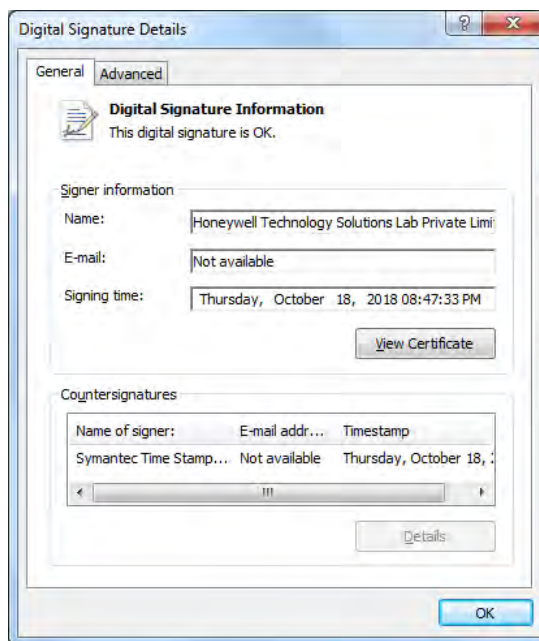 Digital Signature Details
General Advanced
Digital Signature Information
This digital signature is OK.
Signer information
Name: Honeywell Technology Solutions Lab Private Limi
E-mail: Not available
Signing time: Thursday, October 18, 2018 08:47:33 PM
View Certificate
Countersignatures
Name of signer: E-mail addr... Timestamp
Symantec Time Stamp... Not available Thursday, October 18,
Details
OK